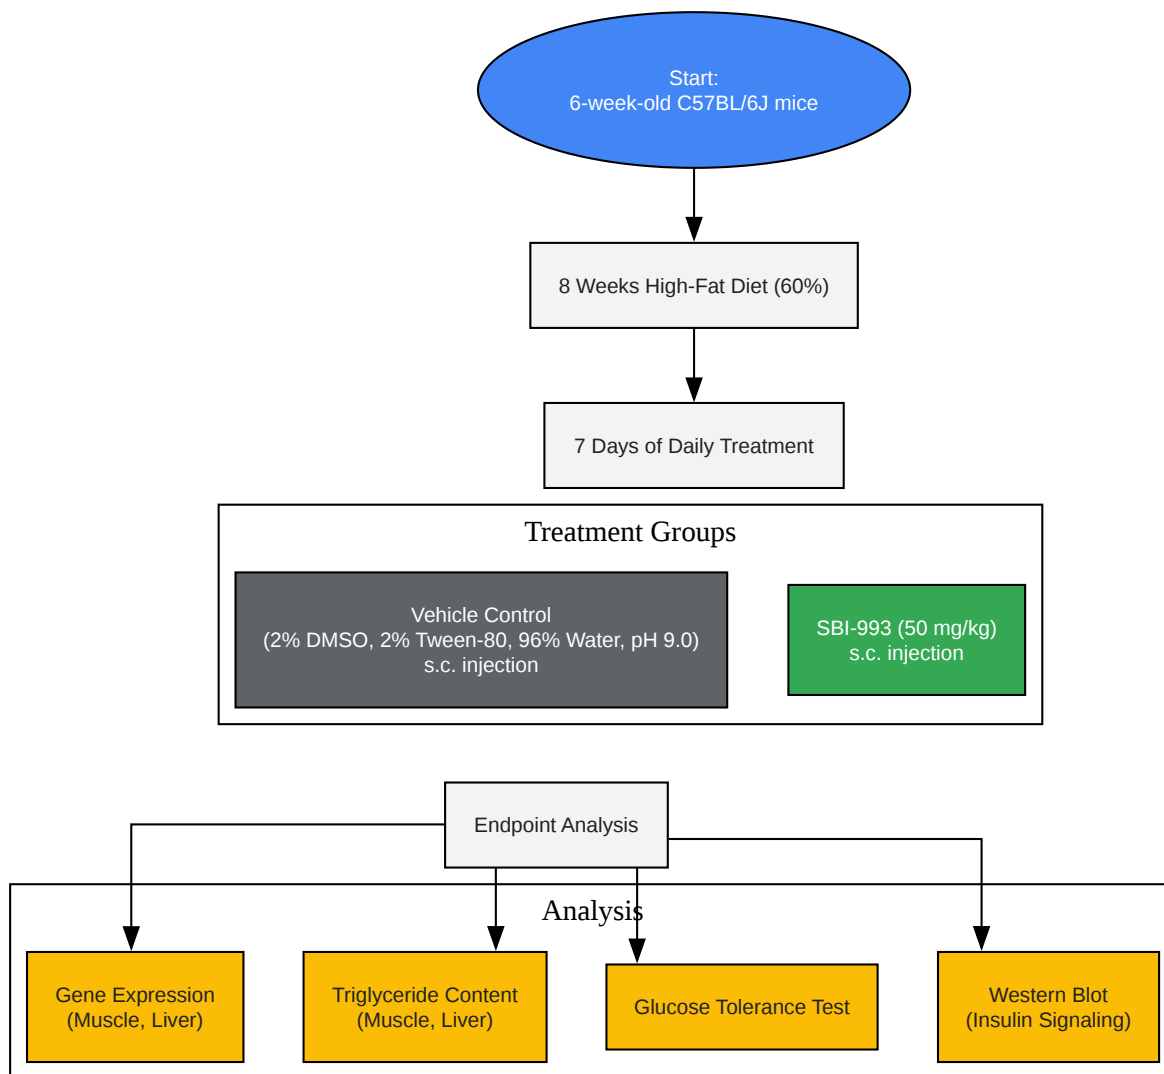 Start:
6-week-old C57BL/6J mice
8 Weeks High-Fat Diet (60%)
7 Days of Daily Treatment
Treatment Groups
Vehicle Control
(2% DMSO, 2% Tween-80, 96% Water, pH 9.0)
s.c. injection
SBI-993 (50 mg/kg)
s.c. injection
Endpoint Analysis
Analysis
Gene Expression
(Muscle, Liver)
Triglyceride Content
(Muscle, Liver)
Glucose Tolerance Test
Western Blot
(Insulin Signaling)